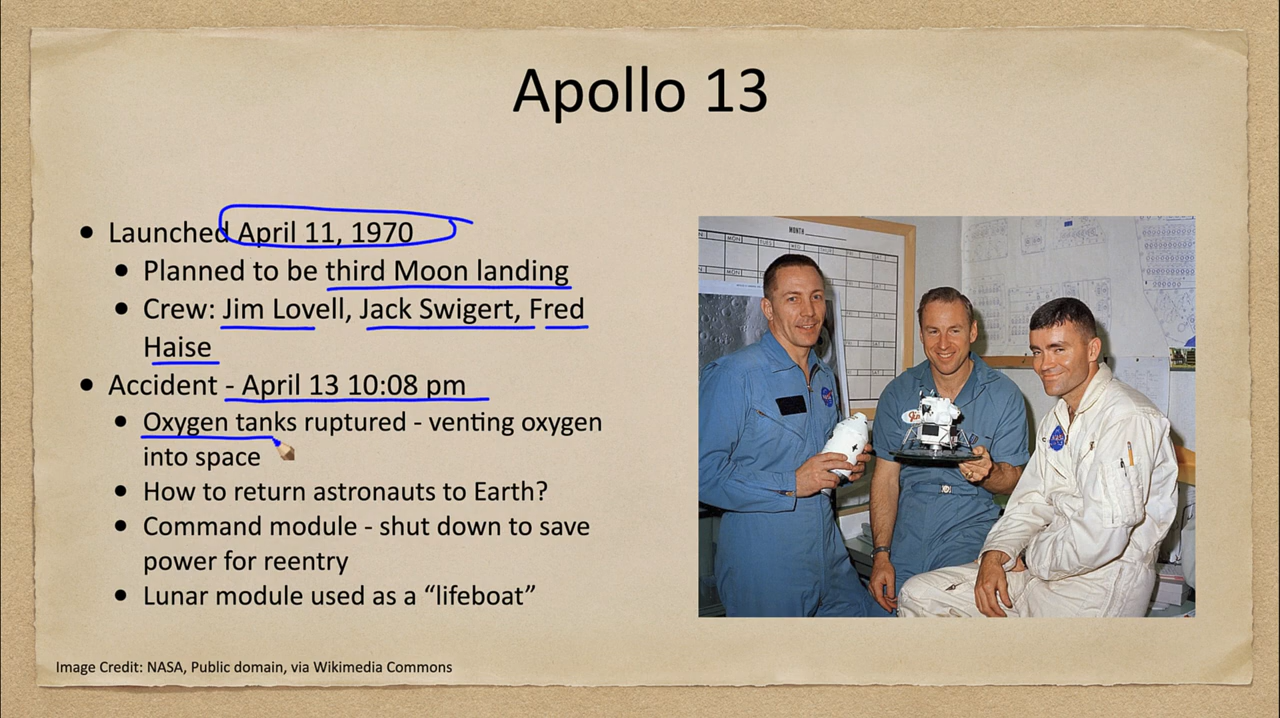 Apollo 13
• Launched April 11, 1970
• Planned to be third Moon landing
• Crew: Jim Lovell, Jack Swigert, Fred
Haise
• Accident - April 13 10:08 pm
• Oxygen tanks ruptured - venting oxygen
into space
• How to return astronauts to Earth?
• Command module - shut down to save
power for reentry
• Lunar module used as a “lifeboat”
MONTH
Image Credit: NASA, Public domain, via Wikimedia Commons